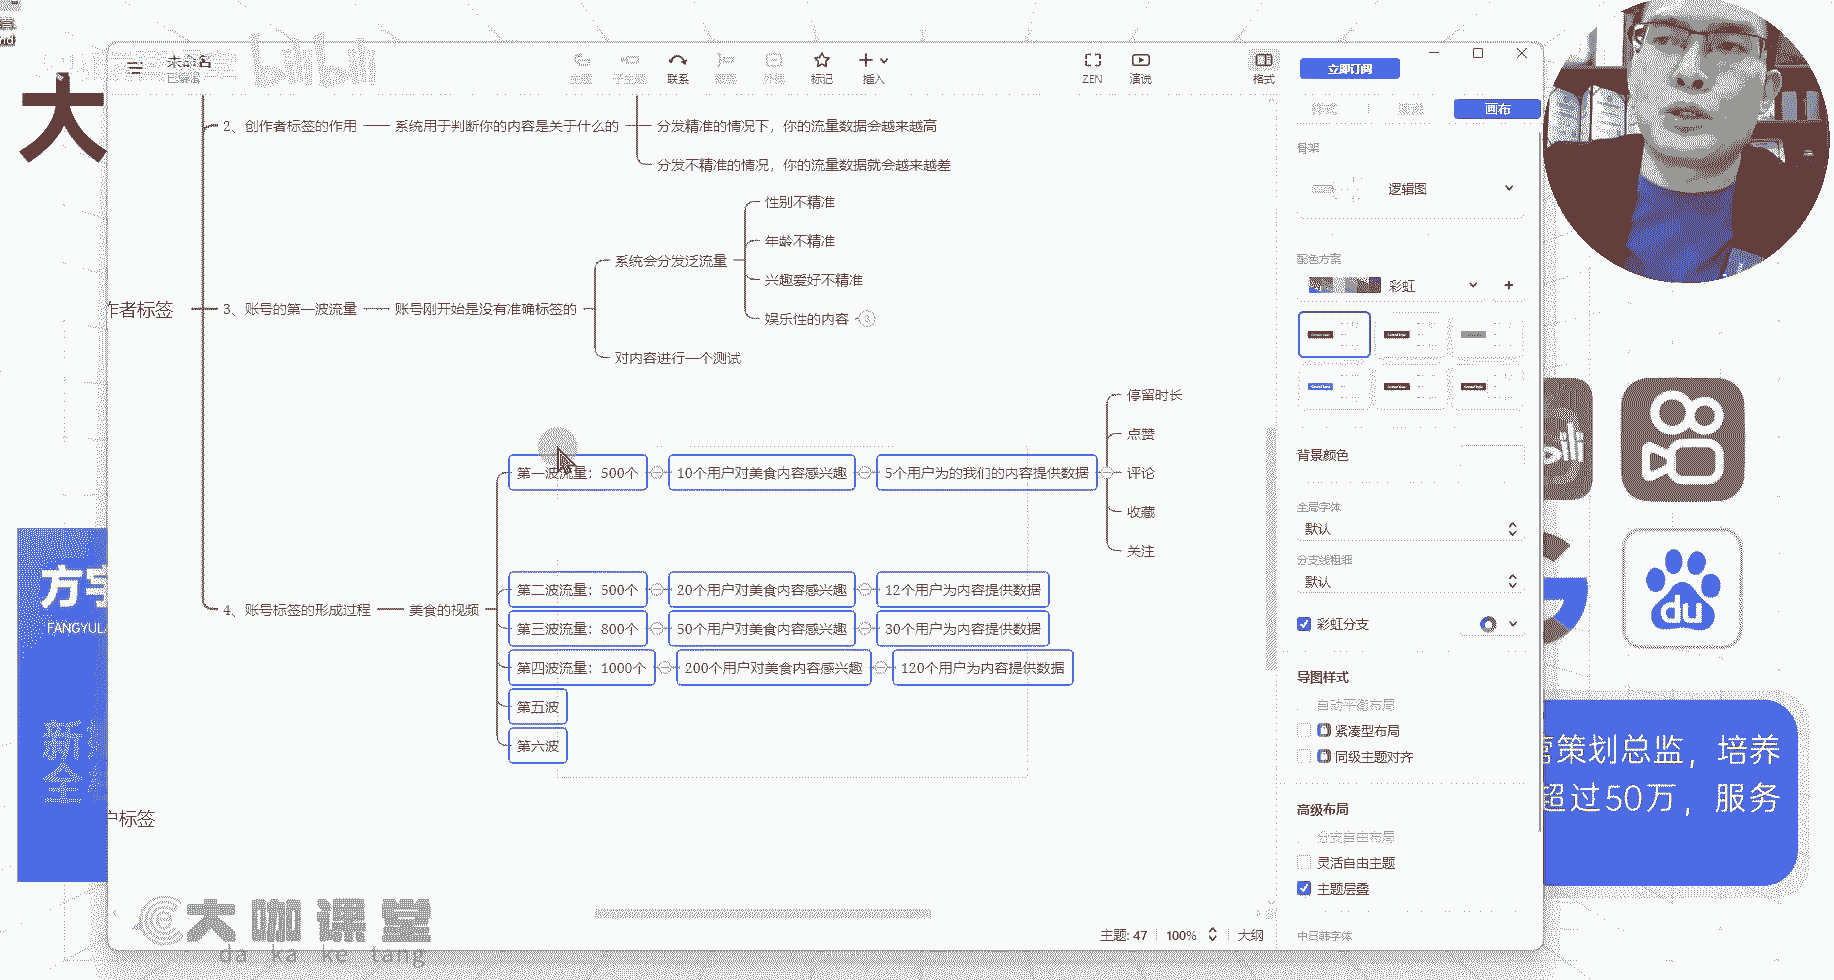 未命名
已编辑
bilibili
主题
子主题
联系
概要
外框
标记
插入
ZEN
演说
格式
立即订阅
样式
演说
画布
大
2、创作者标签的作用
系统用于判断你的内容是关于什么的
分发精准的情况下，你的流量数据会越来越高
分发不精准的情况，你的流量数据就会越来越差
作者标签
3、账号的第一波流量
账号刚开始是没有准确标签的
系统会分发泛流量
性别不精准
年龄不精准
兴趣爱好不精准
娱乐性的内容
对内容进行一个测试
4、账号标签的形成过程
美食的视频
第一波流量：500个
10个用户对美食内容感兴趣
5个用户为的我们的内容提供数据
停留时长
点赞
评论
收藏
关注
第二波流量：500个
20个用户对美食内容感兴趣
12个用户为内容提供数据
第三波流量：800个
50个用户对美食内容感兴趣
30个用户为内容提供数据
第四波流量：1000个
200个用户对美食内容感兴趣
120个用户为内容提供数据
第五波
第六波
户标签
骨架
逻辑图
配色方案
彩虹
背景颜色
全局字体
默认
分支线粗细
默认
彩虹分支
导图样式
自动平衡布局
紧凑型布局
同级主题对齐
高级布局
分支自由布局
灵活自由主题
主题层叠
中日韩字体
主题: 47
100%
大纲
方宇
FANGYU
新
全
du
营策划总监，培养
超过50万，服务
大咖课堂
da ka ke tang